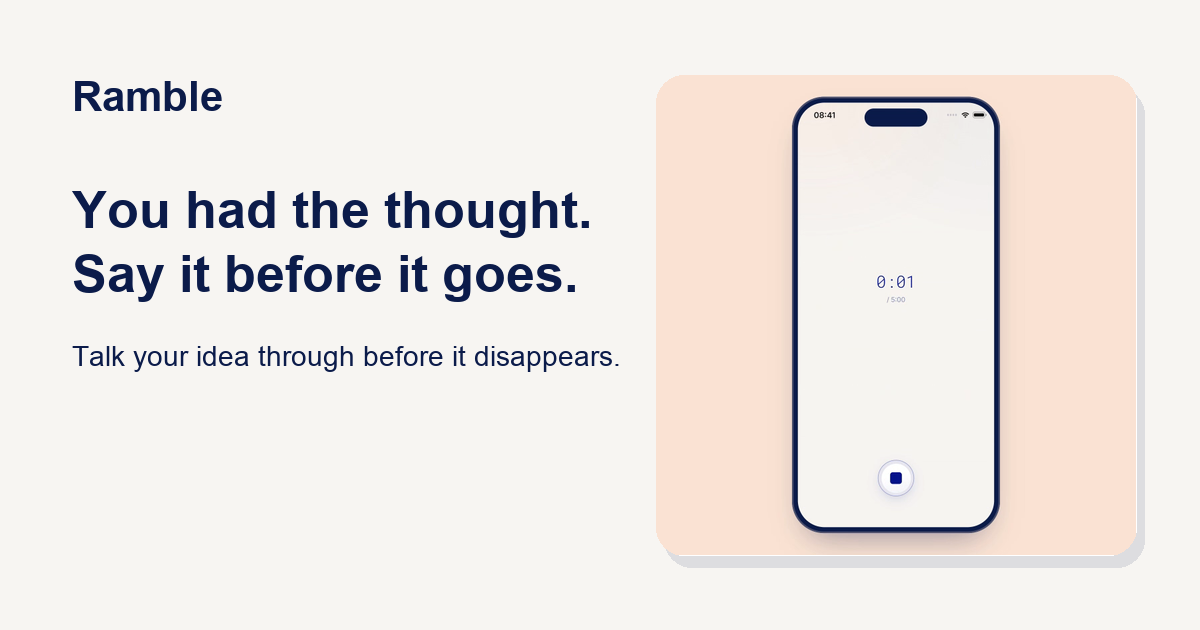 Ramble
You had the thought.
Say it before it goes.
Talk your idea through before it disappears.
08:41
0:01
/ 5:00